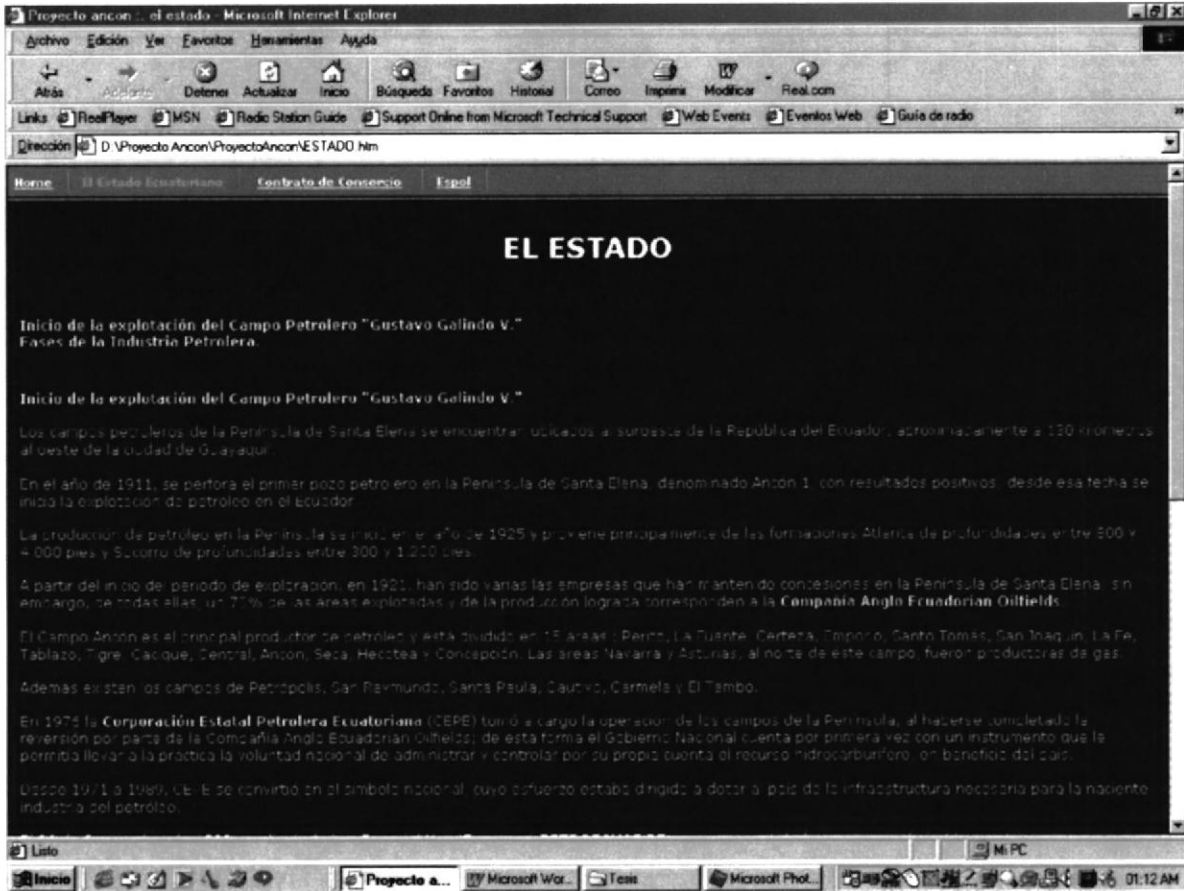 Proyecto ancon :. el estado - Microsoft Internet Explorer
Archivo Edición Ver Favoritos Herramientas Ayuda
Atrás Adelante Detener Actualizar Inicio Búsqueda Favoritos Historial Correo Imprimir Modificar Real.com
Links RealPlayer MSN Radio Station Guide Support Online from Microsoft Technical Support Web Events Eventos Web Guía de radio
Dirección D:\Proyecto Ancon\ProyectoAncon\ESTADO.htm
Home El Estado Ecuatoriano Contrato de Consorcio Espol
EL ESTADO
Inicio de la explotación del Campo Petrolero "Gustavo Galindo V."
Fases de la Industria Petrolera.
Inicio de la explotación del Campo Petrolero "Gustavo Galindo V."
Los campos petroleros de la Península de Santa Elena se encuentran ubicados al suroeste de la República del Ecuador, aproximadamente a 130 kilómetros
al oeste de la ciudad de Guayaquil.
En el año de 1911, se perfora el primer pozo petrolero en la Península de Santa Elena, denominado Ancón 1, con resultados positivos, desde esa fecha se
inicia la explotación de petróleo en el Ecuador
La producción de petróleo en la Península se inició en el año de 1925 y proviene principalmente de las formaciones Atlanta de profundidades entre 800 y
4.000 pies y Socorro de profundidades entre 300 y 1.200 pies.
A partir del inicio del período de exploración, en 1921, han sido varias las empresas que han mantenido concesiones en la Península de Santa Elena, sin
embargo, de todas ellas, un 75% de las áreas explotadas y de la producción lograda corresponden a la Compañía Anglo Ecuadorian Oilfields
El Campo Ancón es el principal productor de petróleo y está dividido en 15 áreas : Perito, La Fuente, Certeza, Emporio, Santo Tomas, San Joaquin, La Fe,
Tablazo, Tigre, Cacique, Central, Ancon, Seca, Hecotea y Concepción. Las áreas Navarra y Asturias, al norte de este campo, fueron productoras de gas.
Además existen los campos de Petrópolis, San Raymundo, Santa Paula, Cautivo, Carmela y El Tambo.
En 1976 la Corporación Estatal Petrolera Ecuatoriana (CEPE) tomó a cargo la operación de los campos de la Península, al haberse completado la
reversión por parte de la Compañía Anglo Ecuadorian Oilfields; de esta forma el Gobierno Nacional cuenta por primera vez con un instrumento que le
permitía llevar a la práctica la voluntad nacional de administrar y controlar por su propia cuenta el recurso hidrocarburífero, en beneficio del país.
Desde 1971 a 1989, CEPE se convirtió en el símbolo nacional, cuyo esfuerzo estaba dirigido a dotar al país de la infraestructura necesaria para la naciente
industria del petróleo.
Listo Mi PC
Inicio Proyecto a... Microsoft Wor... Tesis Microsoft Phot... 01:12 AM